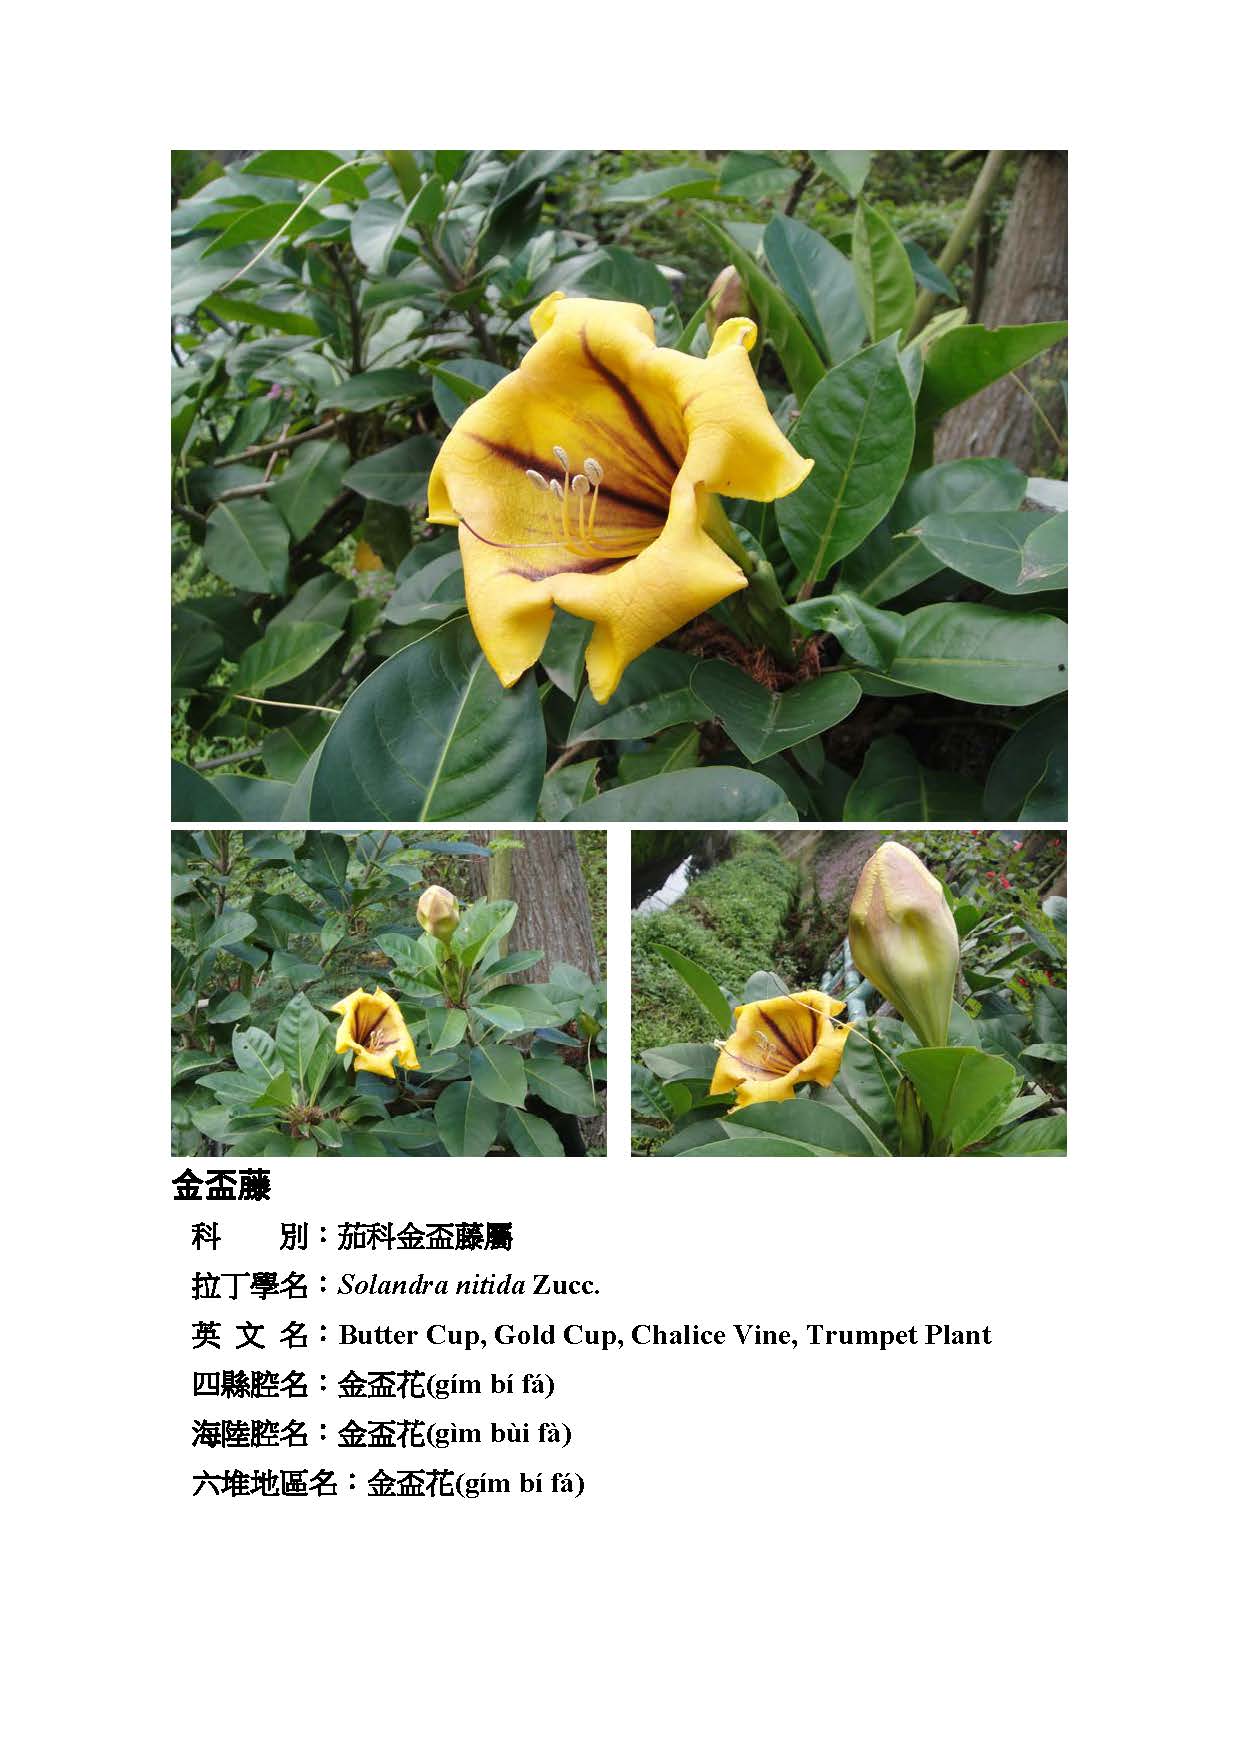 金盃藤
科　　別：茄科金盃藤屬
拉丁學名：Solandra nitida Zucc.
英 文 名：Butter Cup, Gold Cup, Chalice Vine, Trumpet Plant
四縣腔名：金盃花(gím bí fá)
海陸腔名：金盃花(gìm bùi fà)
六堆地區名：金盃花(gím bí fá)